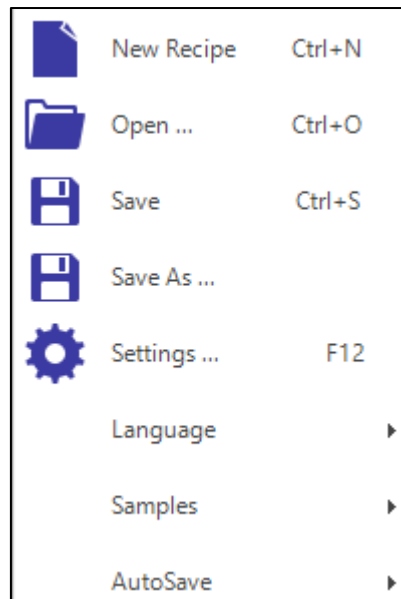 New Recipe Ctrl+N
Open ... Ctrl+O
Save Ctrl+S
Save As ...
Settings ... F12
Language
Samples
AutoSave